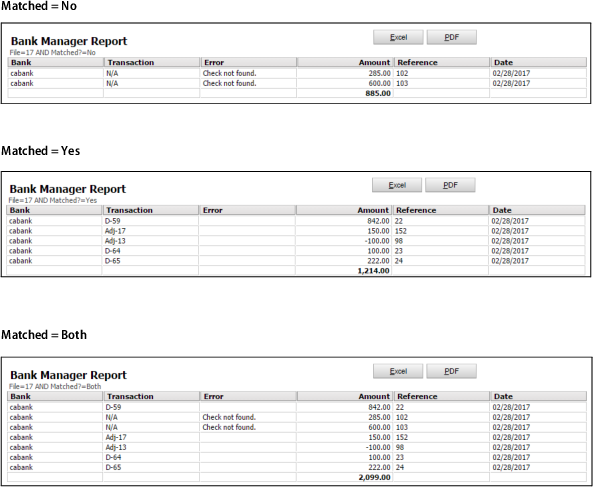 Matched = No
Excel PDF
Bank Manager Report
File=17 AND Matched?=No
Bank Transaction Error Amount Reference Date
cabank N/A Check not found. 285.00 102 02/28/2017
cabank N/A Check not found. 600.00 103 02/28/2017
885.00
Matched = Yes
Excel PDF
Bank Manager Report
File=17 AND Matched?=Yes
Bank Transaction Error Amount Reference Date
cabank D-59 842.00 22 02/28/2017
cabank Adj-17 150.00 152 02/28/2017
cabank Adj-13 -100.00 98 02/28/2017
cabank D-64 100.00 23 02/28/2017
cabank D-65 222.00 24 02/28/2017
1,214.00
Matched = Both
Excel PDF
Bank Manager Report
File=17 AND Matched?=Both
Bank Transaction Error Amount Reference Date
cabank D-59 842.00 22 02/28/2017
cabank N/A Check not found. 285.00 102 02/28/2017
cabank N/A Check not found. 600.00 103 02/28/2017
cabank Adj-17 150.00 152 02/28/2017
cabank Adj-13 -100.00 98 02/28/2017
cabank D-64 100.00 23 02/28/2017
cabank D-65 222.00 24 02/28/2017
2,099.00